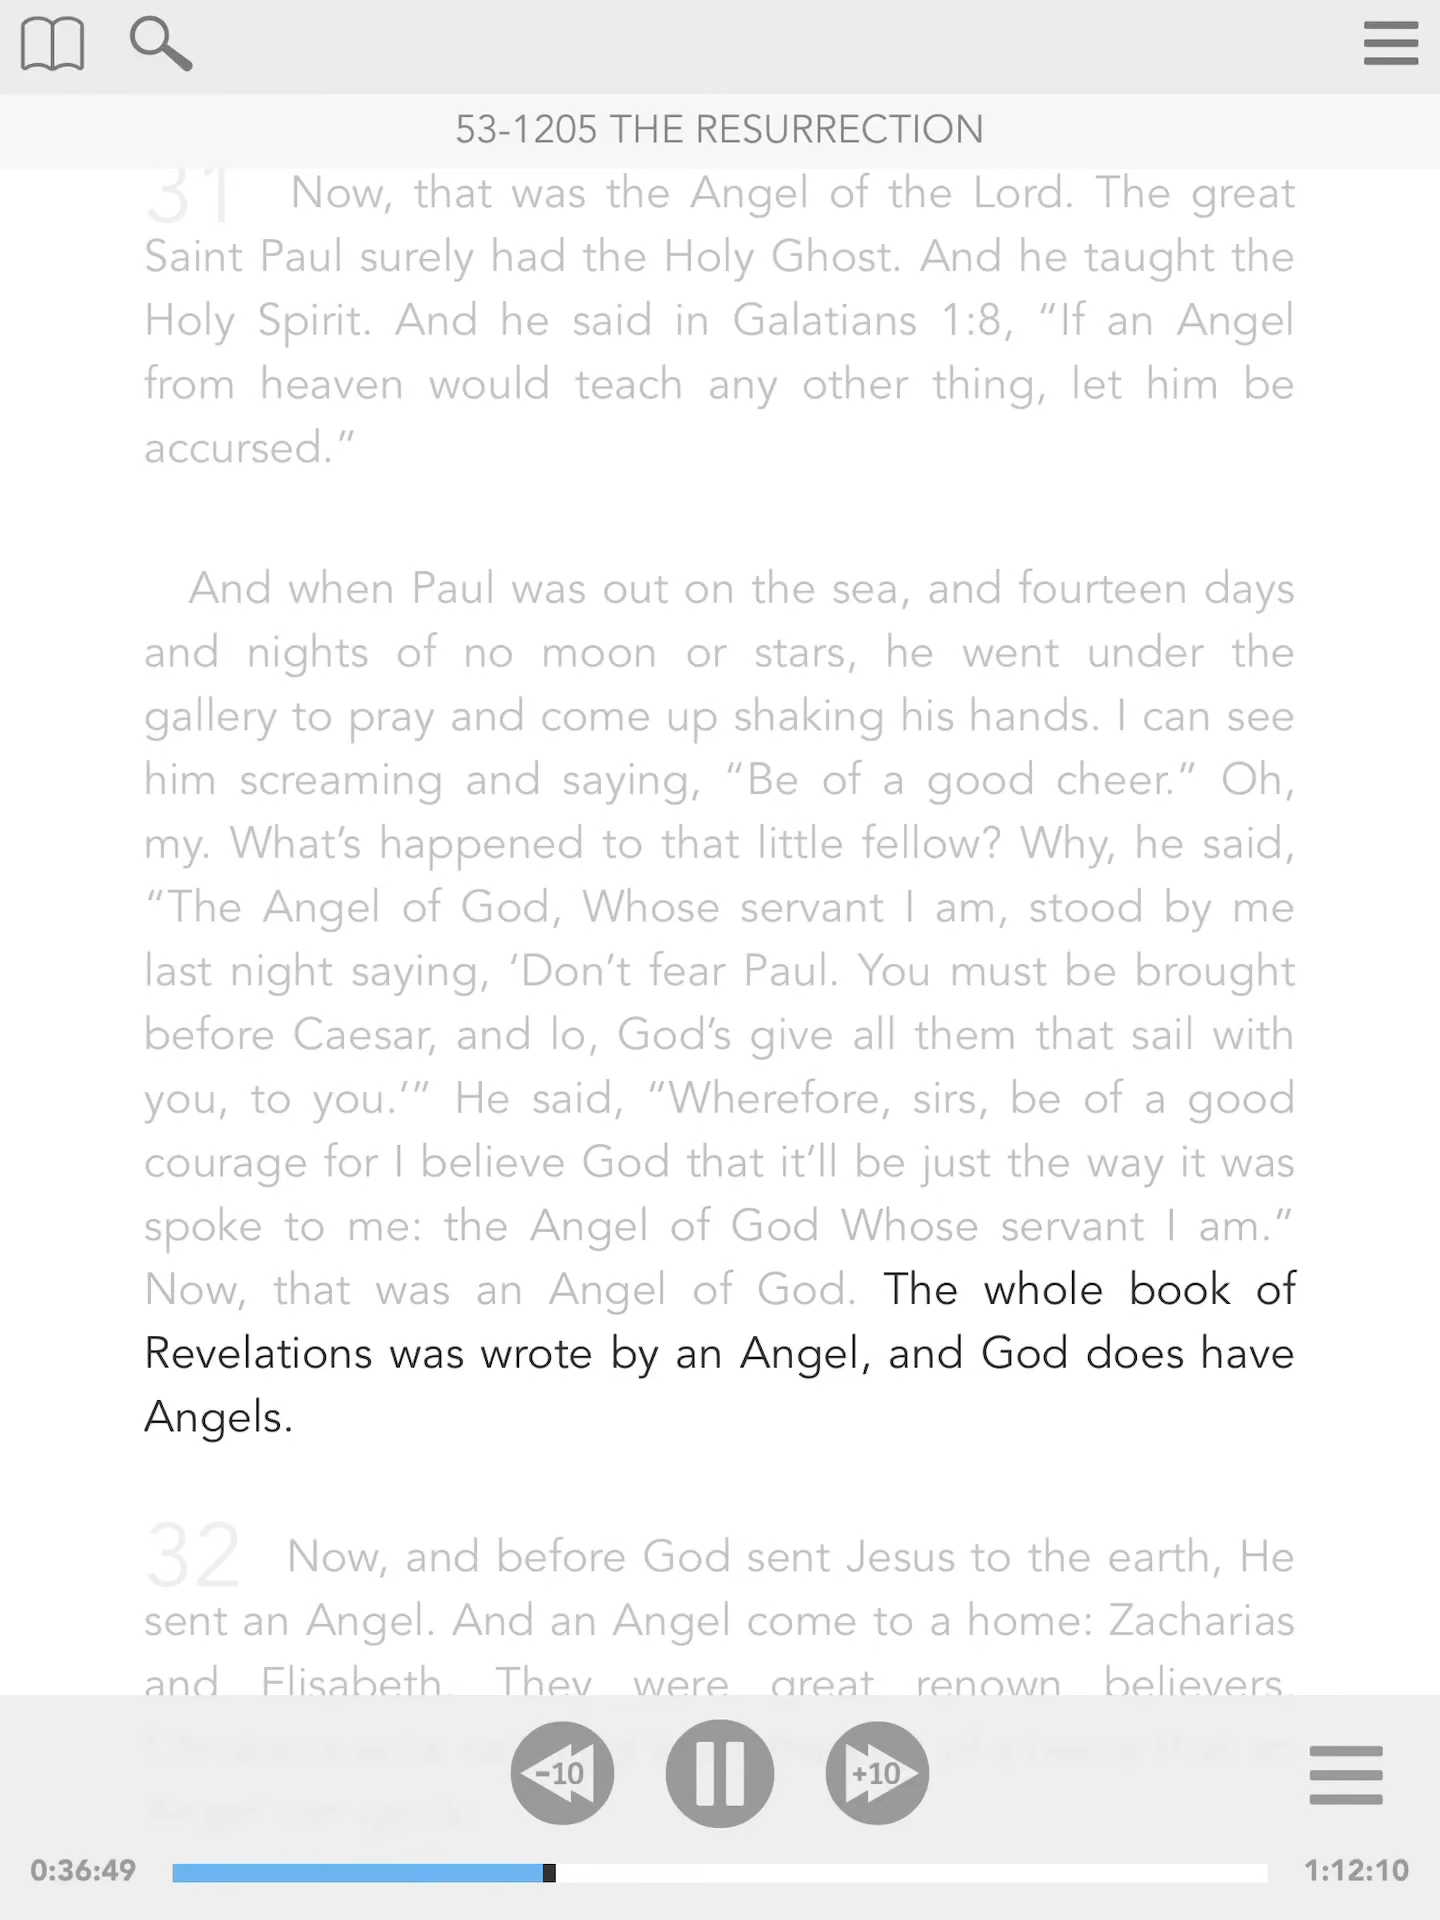 53-1205 THE RESURRECTION
31 Now, that was the Angel of the Lord. The great
Saint Paul surely had the Holy Ghost. And he taught the
Holy Spirit. And he said in Galatians 1:8, “If an Angel
from heaven would teach any other thing, let him be
accursed.”
And when Paul was out on the sea, and fourteen days
and nights of no moon or stars, he went under the
gallery to pray and come up shaking his hands. I can see
him screaming and saying, “Be of a good cheer.” Oh,
my. What’s happened to that little fellow? Why, he said,
“The Angel of God, Whose servant I am, stood by me
last night saying, ‘Don’t fear Paul. You must be brought
before Caesar, and lo, God’s give all them that sail with
you, to you.’” He said, “Wherefore, sirs, be of a good
courage for I believe God that it’ll be just the way it was
spoke to me: the Angel of God Whose servant I am.”
Now, that was an Angel of God. The whole book of
Revelations was wrote by an Angel, and God does have
Angels.
32 Now, and before God sent Jesus to the earth, He
sent an Angel. And an Angel come to a home: Zacharias
and Elisabeth. They were great renown believers.
-10 +10
0:36:49 1:12:10